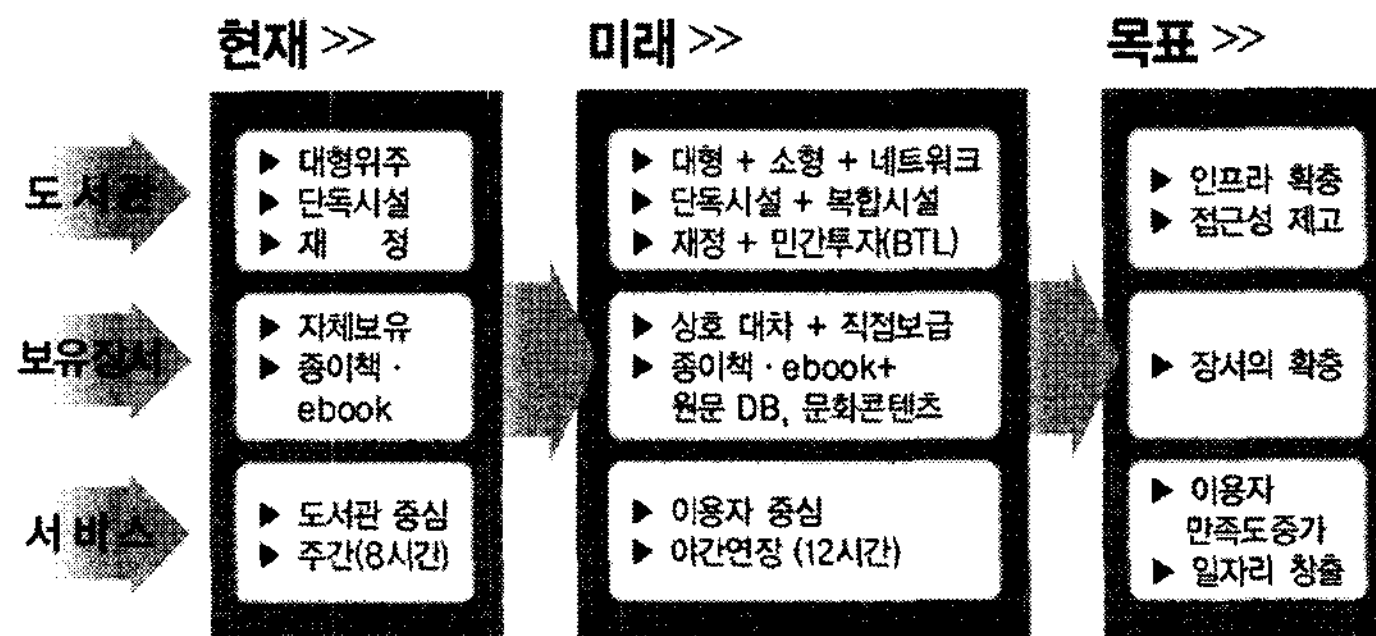 현재 >>
미래 >>
목표 >>
도서관
▶ 대형위주
▶ 단독시설
▶ 재 정
▶ 대형 + 소형 + 네트워크
▶ 단독시설 + 복합시설
▶ 재정 + 민간투자(BTL)
▶ 인프라 확충
▶ 접근성 제고
보유장서
▶ 자체보유
▶ 종이책 ·
ebook
▶ 상호 대차 + 직접보급
▶ 종이책 · ebook+
원문 DB, 문화콘텐츠
▶ 장서의 확충
서비스
▶ 도서관 중심
▶ 주간(8시간)
▶ 이용자 중심
▶ 야간연장 (12시간)
▶ 이용자
만족도증가
▶ 일자리 창출